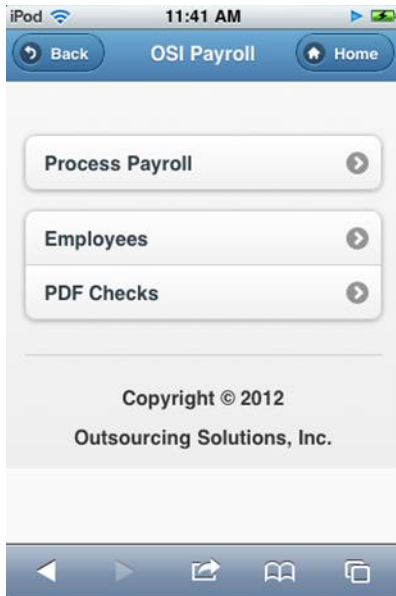 iPod 11:41 AM
Back OSI Payroll Home
Process Payroll
Employees
PDF Checks
Copyright © 2012
Outsourcing Solutions, Inc.